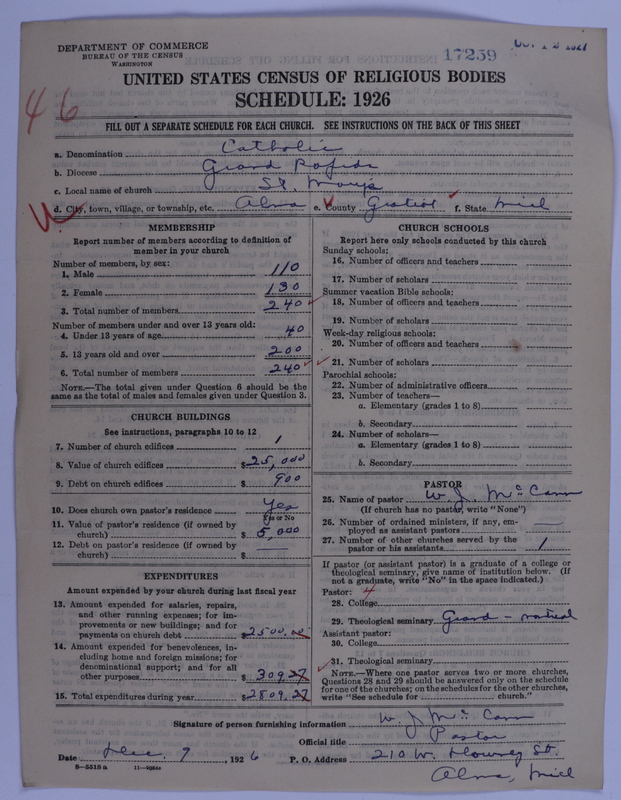 DEPARTMENT OF COMMERCE
BUREAU OF THE CENSUS
WASHINGTON
17259
UNITED STATES CENSUS OF RELIGIOUS BODIES
SCHEDULE: 1926
46
FILL OUT A SEPARATE SCHEDULE FOR EACH CHURCH. SEE INSTRUCTIONS ON THE BACK OF THIS SHEET
a. Denomination Catholic
b. Diocese Grand Rapids
c. Local name of church St. Mary's
d. City, town, village, or township, etc. Alma e. County Gratiot f. State Mich
MEMBERSHIP
Report number of members according to definition of member in your church
Number of members, by sex:
1. Male 110
2. Female 130
3. Total number of members 240
Number of members under and over 13 years old:
4. Under 13 years of age 40
5. 13 years old and over 200
6. Total number of members 240
NOTE.—The total given under Question 6 should be the
same as the total of males and females given under Question 3.
CHURCH BUILDINGS
See instructions, paragraphs 10 to 12
7. Number of church edifices 1
8. Value of church edifices $25,000
9. Debt on church edifices $ 900
10. Does church own pastor's residence Yes
Yes or No
11. Value of pastor's residence (if owned by
church) $ 5,000
12. Debt on pastor's residence (if owned by
church) $ —
EXPENDITURES
Amount expended by your church during last fiscal year
13. Amount expended for salaries, repairs,
and other running expenses; for im-
provements or new buildings; and for
payments on church debt $2500.00
14. Amount expended for benevolences, in-
cluding home and foreign missions; for
denominational support; and for all
other purposes $ 309.27
15. Total expenditures during year $2809.27
CHURCH SCHOOLS
Report here only schools conducted by this church
Sunday schools:
16. Number of officers and teachers
17. Number of scholars
Summer vacation Bible schools:
18. Number of officers and teachers
19. Number of scholars
Week-day religious schools:
20. Number of officers and teachers
21. Number of scholars
Parochial schools:
22. Number of administrative officers
23. Number of teachers—
a. Elementary (grades 1 to 8)
b. Secondary
24. Number of scholars—
a. Elementary (grades 1 to 8)
b. Secondary
PASTOR
25. Name of pastor W. J. McCann
(If church has no pastor, write "None")
26. Number of ordained ministers, if any, em-
ployed as assistant pastors —
27. Number of other churches served by the
pastor or his assistants 1
If pastor (or assistant pastor) is a graduate of a college or
theological seminary, give name of institution below. (If
not a graduate, write "No" in the space indicated.)
Pastor: 4
28. College
29. Theological seminary Grand –
Assistant pastor:
30. College
31. Theological seminary
NOTE.—Where one pastor serves two or more churches,
Questions 28 and 29 should be answered only on the schedule
for one of the churches; on the schedules for the other churches,
write "See schedule for church."
Signature of person furnishing information W. J. McCann
Official title Pastor
Date Dec. 9, 1926 P. O. Address 210 W. Downey St.
8—5518a 11—9088a Alma, Mich